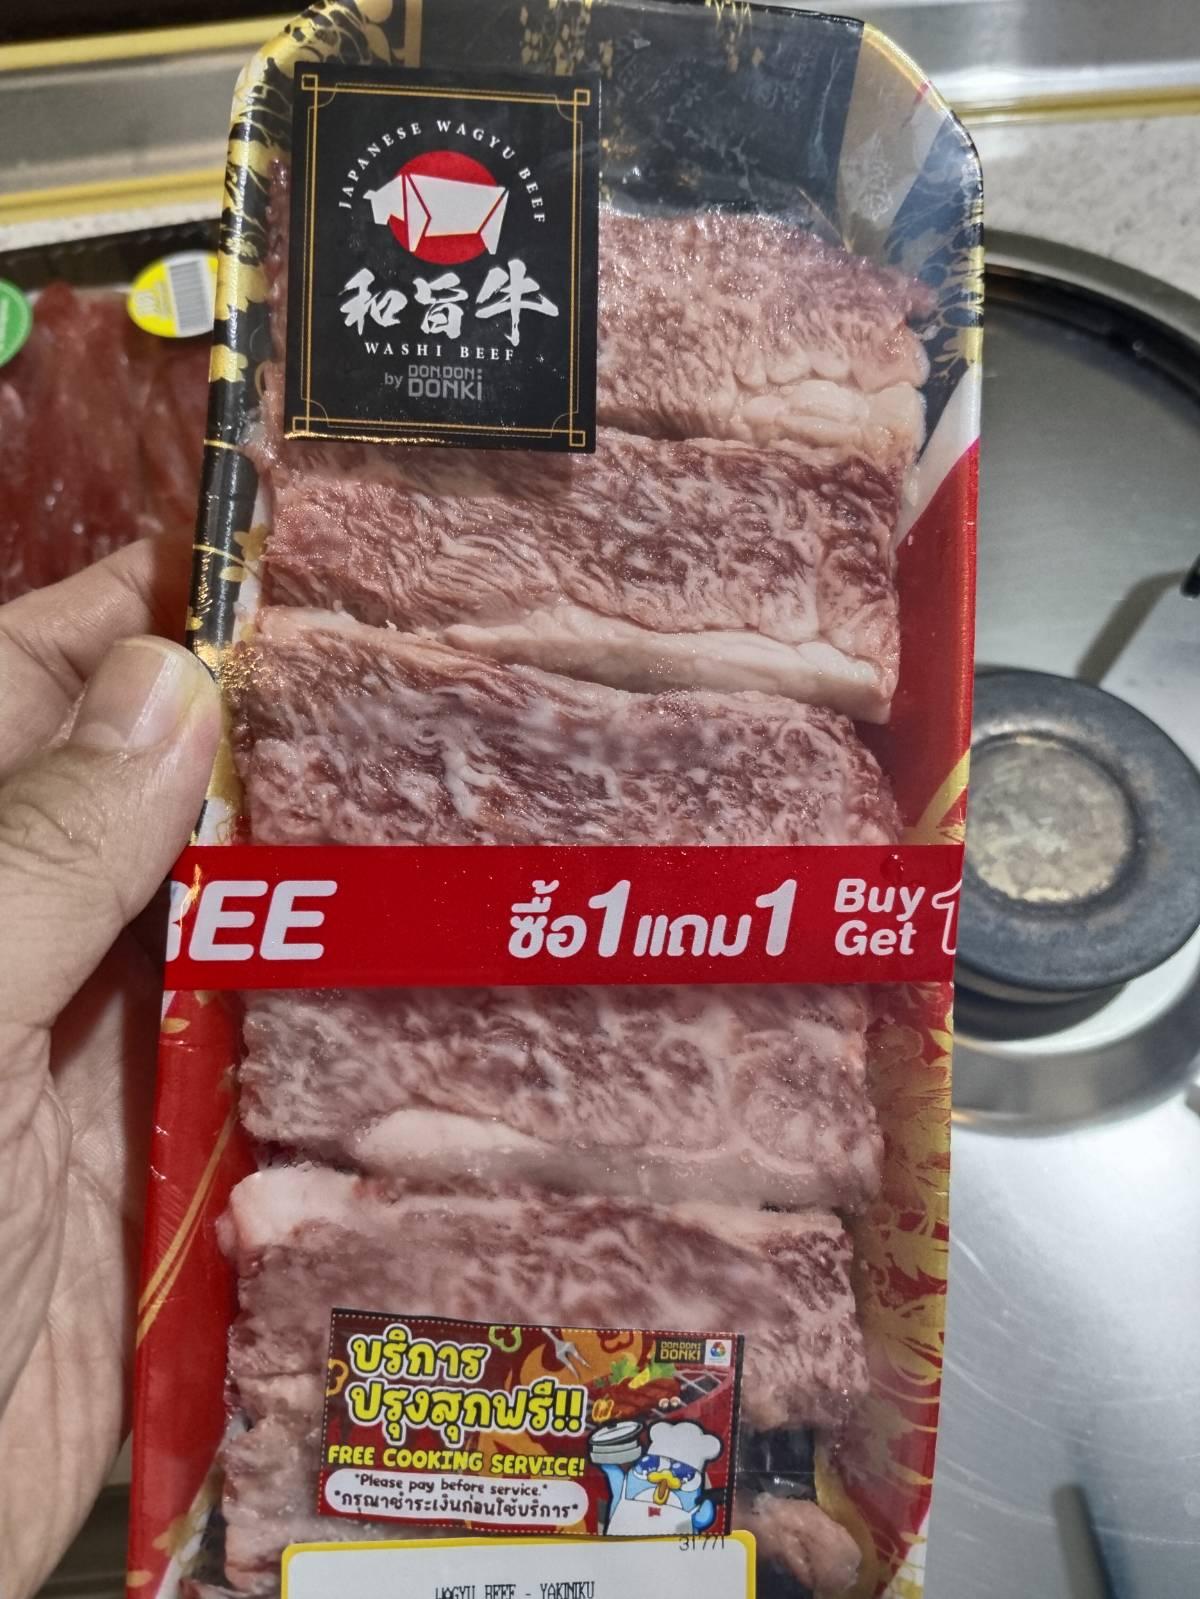 JAPANESE WAGYU BEEF
和旨牛
WASHI BEEF
by DON DON DONKi
EE
ซื้อ1แถม1
Buy 1
Get
บริการ
ปรุงสุกฟรี!!
DON DON DONKi
FREE COOKING SERVICE!
*Please pay before service.*
*กรุณาชำระเงินก่อนใช้บริการ*
31771
WAGYU BEEF - YAKINIKU